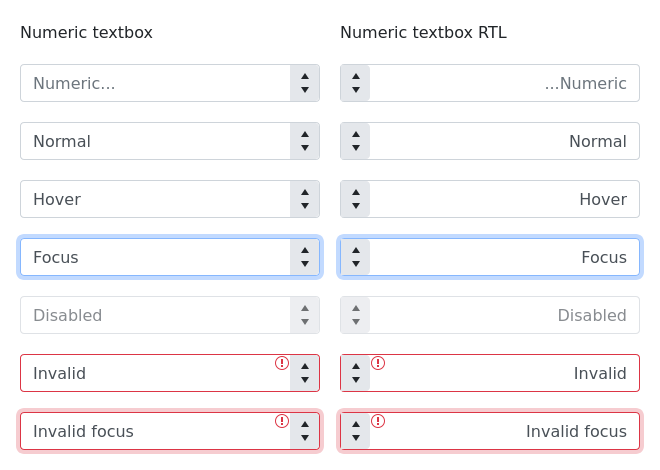 Numeric textbox
Numeric textbox RTL
Numeric...
...Numeric
Normal
Normal
Hover
Hover
Focus
Focus
Disabled
Disabled
Invalid
Invalid
Invalid focus
Invalid focus